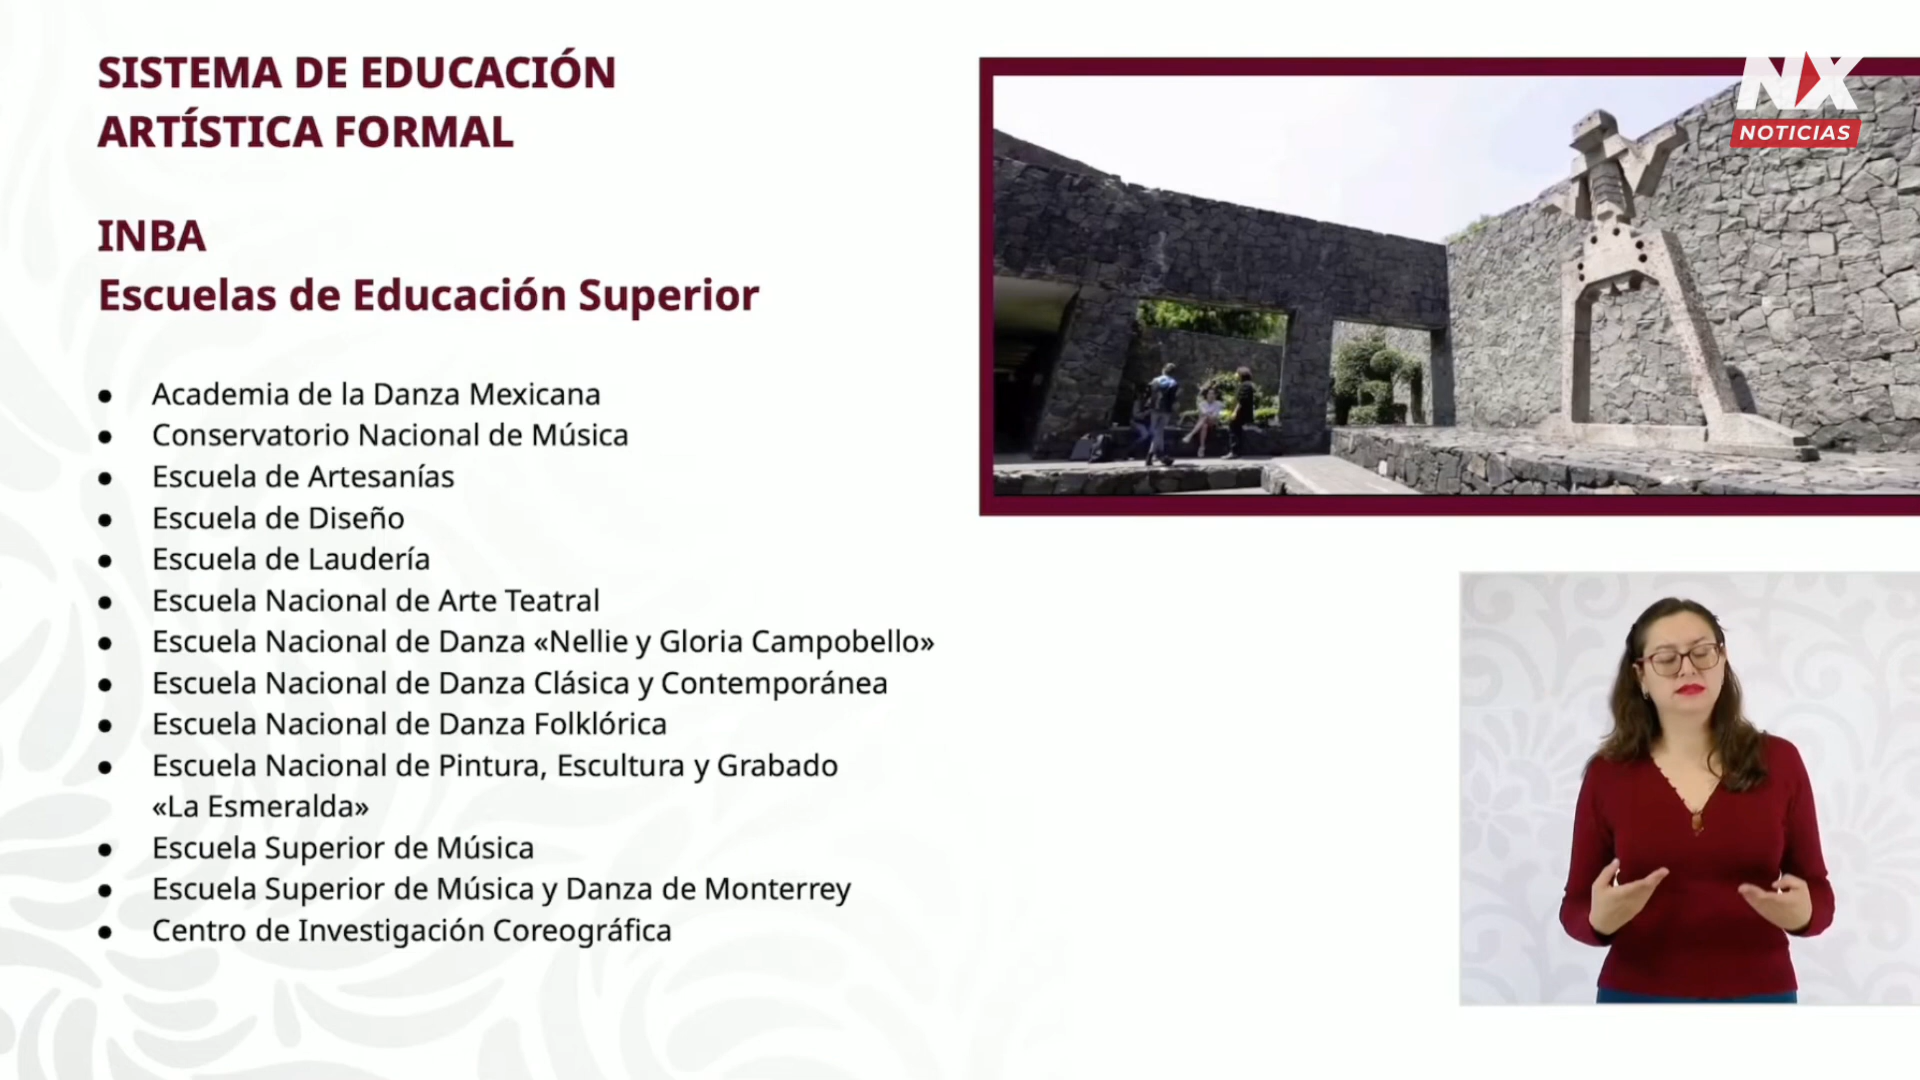 SISTEMA DE EDUCACIÓN
ARTÍSTICA FORMAL
INBA
Escuelas de Educación Superior
● Academia de la Danza Mexicana
● Conservatorio Nacional de Música
● Escuela de Artesanías
● Escuela de Diseño
● Escuela de Laudería
● Escuela Nacional de Arte Teatral
● Escuela Nacional de Danza «Nellie y Gloria Campobello»
● Escuela Nacional de Danza Clásica y Contemporánea
● Escuela Nacional de Danza Folklórica
● Escuela Nacional de Pintura, Escultura y Grabado
«La Esmeralda»
● Escuela Superior de Música
● Escuela Superior de Música y Danza de Monterrey
● Centro de Investigación Coreográfica
NX
NOTICIAS